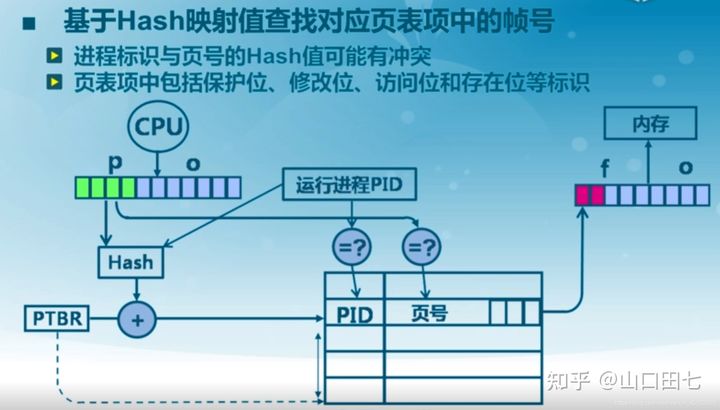 基于Hash映射值查找对应页表项中的帧号
进程标识与页号的Hash值可能有冲突
页表项中包括保护位、修改位、访问位和存在位等标识
CPU
内存
p o
运行进程PID
f o
=? =?
Hash
PTBR
+
PID 页号
知乎 @山口田七